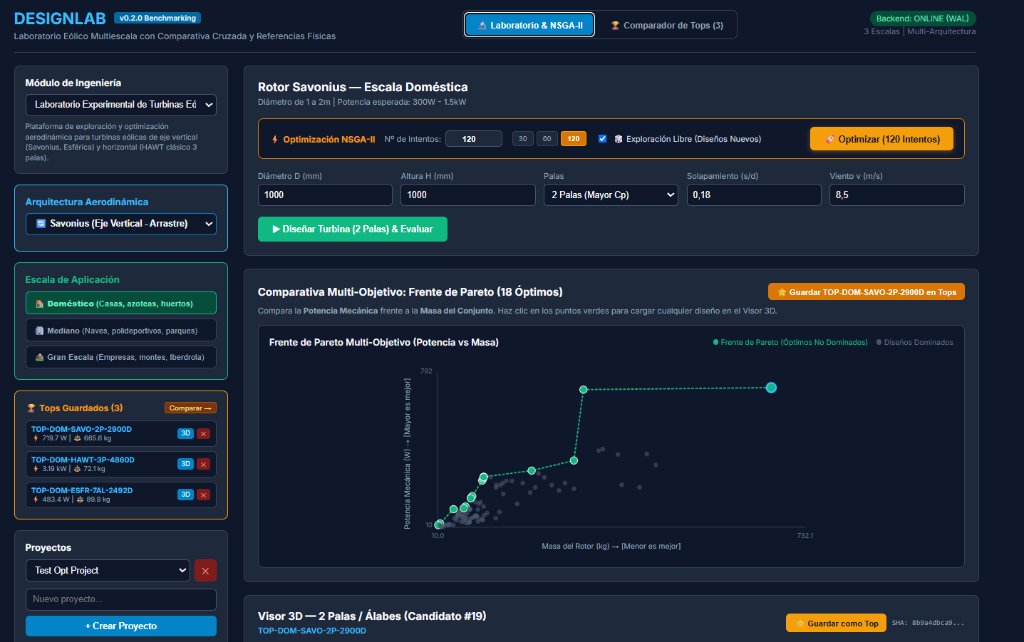 DESIGNLAB v0.2.0 Benchmarking
Laboratorio Eólico Multiescala con Comparativa Cruzada y Referencias Físicas
Laboratorio & NSGA-II
Comparador de Tops (3)
Backend: ONLINE (WAL)
3 Escalas | Multi-Arquitectura
Módulo de Ingeniería
Laboratorio Experimental de Turbinas Eó
Plataforma de exploración y optimización
aerodinámica para turbinas eólicas de eje vertical
(Savonius, Esférica) y horizontal (HAWT clásico 3
palas).
Arquitectura Aerodinámica
Savonius (Eje Vertical - Arrastre)
Escala de Aplicación
Doméstico (Casas, azoteas, huertos)
Mediano (Naves, polideportivos, parques)
Gran Escala (Empresas, montes, Iberdrola)
Tops Guardados (3)
Comparar →
TOP-DOM-SAVO-2P-2900D
719.7 W | 665.6 kg
3D ×
TOP-DOM-HAWT-3P-4860D
3.19 kW | 72.1 kg
3D ×
TOP-DOM-ESFR-7AL-2492D
483.4 W | 89.9 kg
3D ×
Proyectos
Test Opt Project
×
Nuevo proyecto...
+ Crear Proyecto
Rotor Savonius — Escala Doméstica
Diámetro de 1 a 2m | Potencia esperada: 300W - 1.5kW
Optimización NSGA-II Nº de Intentos: 120 30 60 120 Exploración Libre (Diseños Nuevos)
Optimizar (120 Intentos)
Diámetro D (mm) Altura H (mm) Palas Solapamiento (s/d) Viento v (m/s)
1000 1000 2 Palas (Mayor Cp) 0,18 8,5
Diseñar Turbina (2 Palas) & Evaluar
Comparativa Multi-Objetivo: Frente de Pareto (18 Óptimos)
Guardar TOP-DOM-SAVO-2P-2900D en Tops
Compara la Potencia Mecánica frente a la Masa del Conjunto. Haz clic en los puntos verdes para cargar cualquier diseño en el Visor 3D.
Frente de Pareto Multi-Objetivo (Potencia vs Masa)
Frente de Pareto (Óptimos No Dominados)
Diseños Dominados
792
Potencia Mecánica (W) → [Mayor es mejor]
10
10.0
732.1
Masa del Rotor (kg) → [Menor es mejor]
Visor 3D — 2 Palas / Álabes (Candidato #19)
TOP-DOM-SAVO-2P-2900D
Guardar como Top
SHA: 8b9a4dbca9...